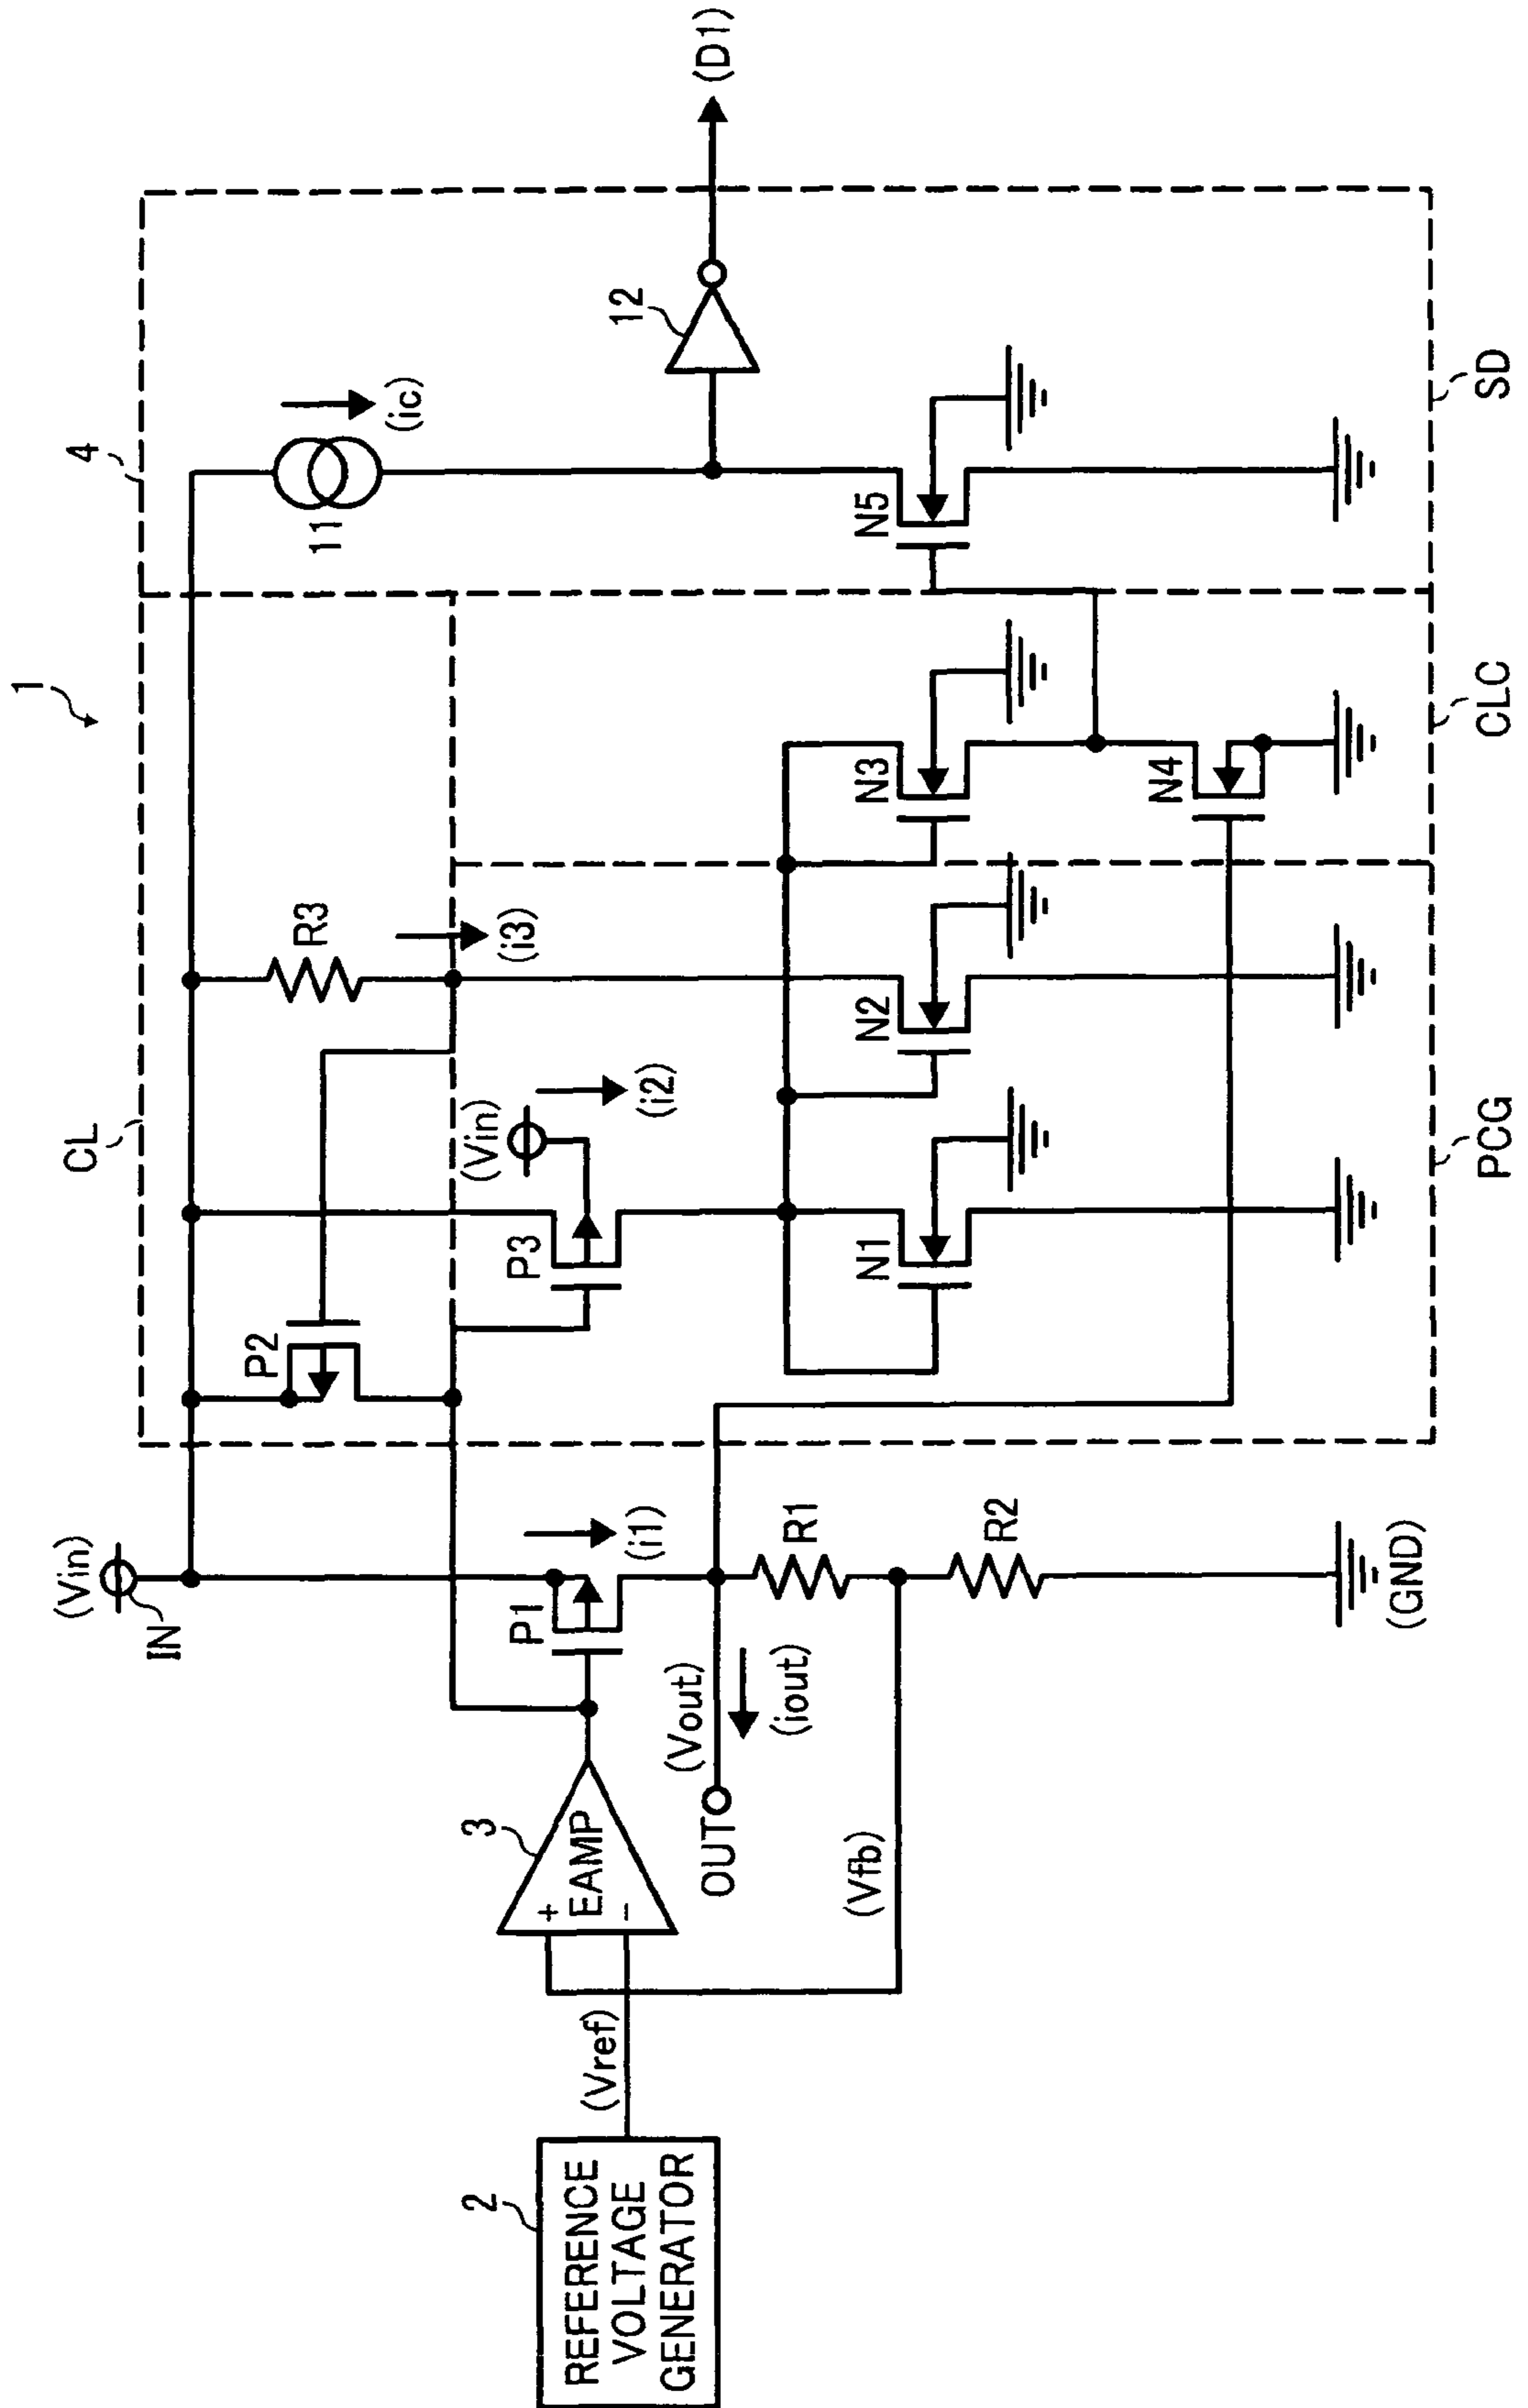 1
(Vin)
IN
CL
4
P2
R3
11
(ic)
12
(D1)
(i3)
(Vin)
(i2)
P3
P1
(i1)
3
EAMP
+
−
2
REFERENCE
VOLTAGE
GENERATOR
(Vref)
(Vout)
OUT
(iout)
(Vfb)
R1
R2
(GND)
N1
N2
N3
N4
N5
PCG
CLC
SD